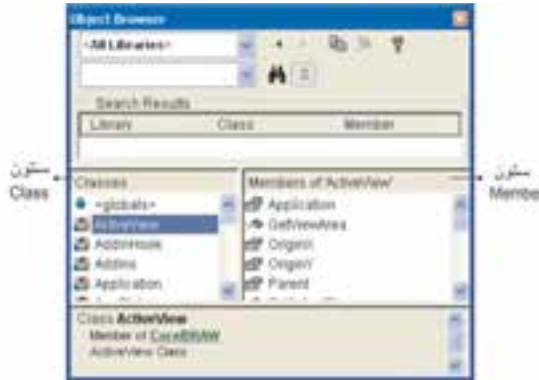 Object Browser
<All Libraries>
Search Results
Library Class Member
ستون
Class
ستون
Member
Classes
Members of 'ActiveView'
<globals>
ActiveView
AddinHook
Addins
Application
Application
GetViewArea
OriginX
OriginY
Parent
Class ActiveView
Member of CorelDRAW
ActiveView Class